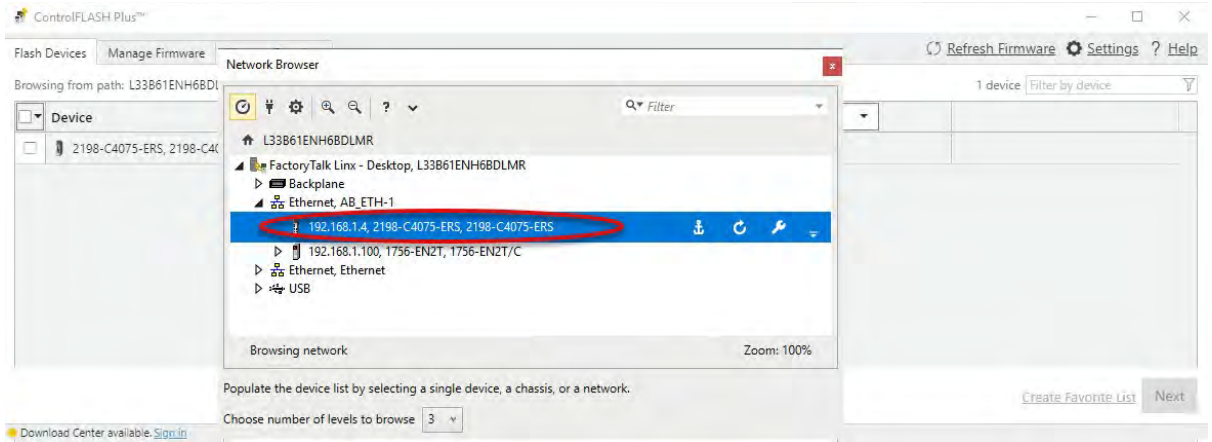 ControlFLASH Plus™
Flash Devices
Manage Firmware
Refresh Firmware Settings ? Help
Browsing from path: L33B61ENH6BDL
1 device Filter by device
Device
2198-C4075-ERS, 2198-C40
Network Browser
x
? Filter
L33B61ENH6BDLMR
FactoryTalk Linx - Desktop, L33B61ENH6BDLMR
Backplane
Ethernet, AB_ETH-1
192.168.1.4, 2198-C4075-ERS, 2198-C4075-ERS
192.168.1.100, 1756-EN2T, 1756-EN2T/C
Ethernet, Ethernet
USB
Browsing network Zoom: 100%
Populate the device list by selecting a single device, a chassis, or a network.
Choose number of levels to browse 3
Create Favorite List Next
Download Center available. Sign in